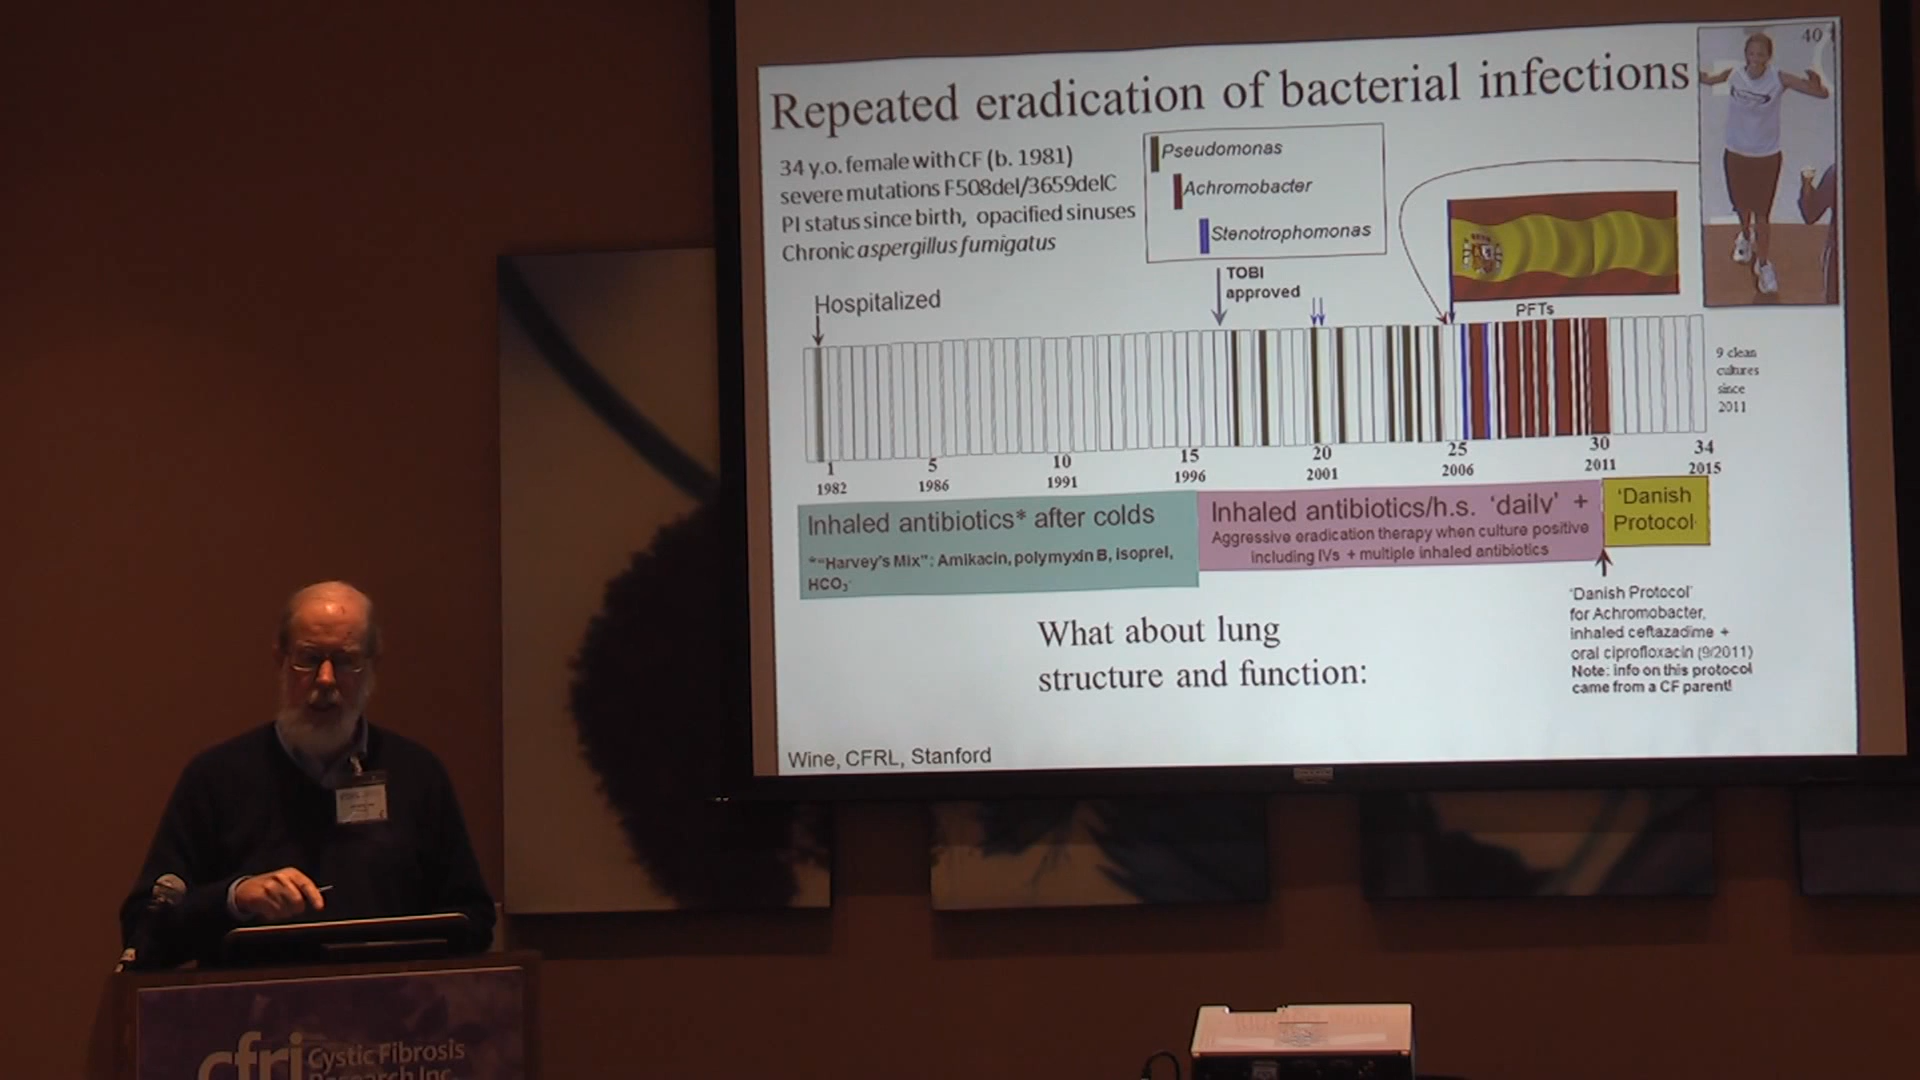 Repeated eradication of bacterial infections
40
34 y.o. female with CF (b. 1981)
severe mutations F508del/3659delC
PI status since birth, opacified sinuses
Chronic aspergillus fumigatus
Pseudomonas
Achromobacter
Stenotrophomonas
TOBI
approved
Hospitalized
PFTs
9 clean
cultures
since
2011
1 5 10 15 20 25 30 34
1982 1986 1991 1996 2001 2006 2011 2015
Inhaled antibiotics* after colds
*"Harvey's Mix": Amikacin, polymyxin B, isoprel,
HCO3-
Inhaled antibiotics/h.s. 'daily' +
Aggressive eradication therapy when culture positive
including IVs + multiple inhaled antibiotics
'Danish
Protocol
'Danish Protocol'
for Achromobacter,
inhaled ceftazadime +
oral ciprofloxacin (9/2011)
Note: info on this protocol
came from a CF parent!
What about lung
structure and function:
Wine, CFRL, Stanford
cfri Cystic Fibrosis
Research Inc.